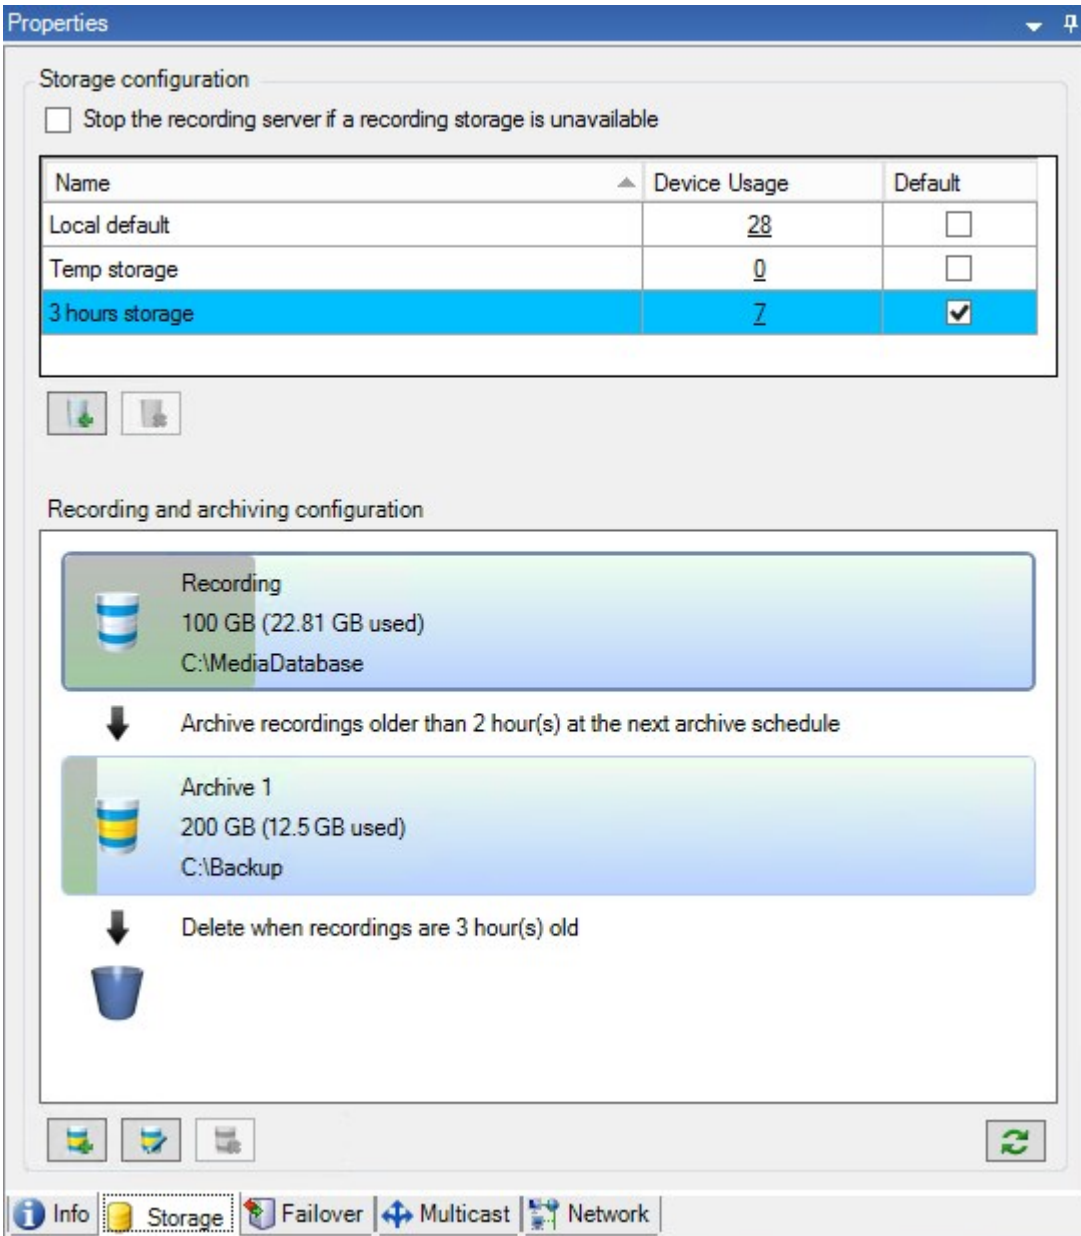 Properties
Storage configuration
Stop the recording server if a recording storage is unavailable
Name Device Usage Default
Local default 28
Temp storage 0
3 hours storage 7
Recording and archiving configuration
Recording
100 GB (22.81 GB used)
C:\MediaDatabase
Archive recordings older than 2 hour(s) at the next archive schedule
Archive 1
200 GB (12.5 GB used)
C:\Backup
Delete when recordings are 3 hour(s) old
Info Storage Failover Multicast Network